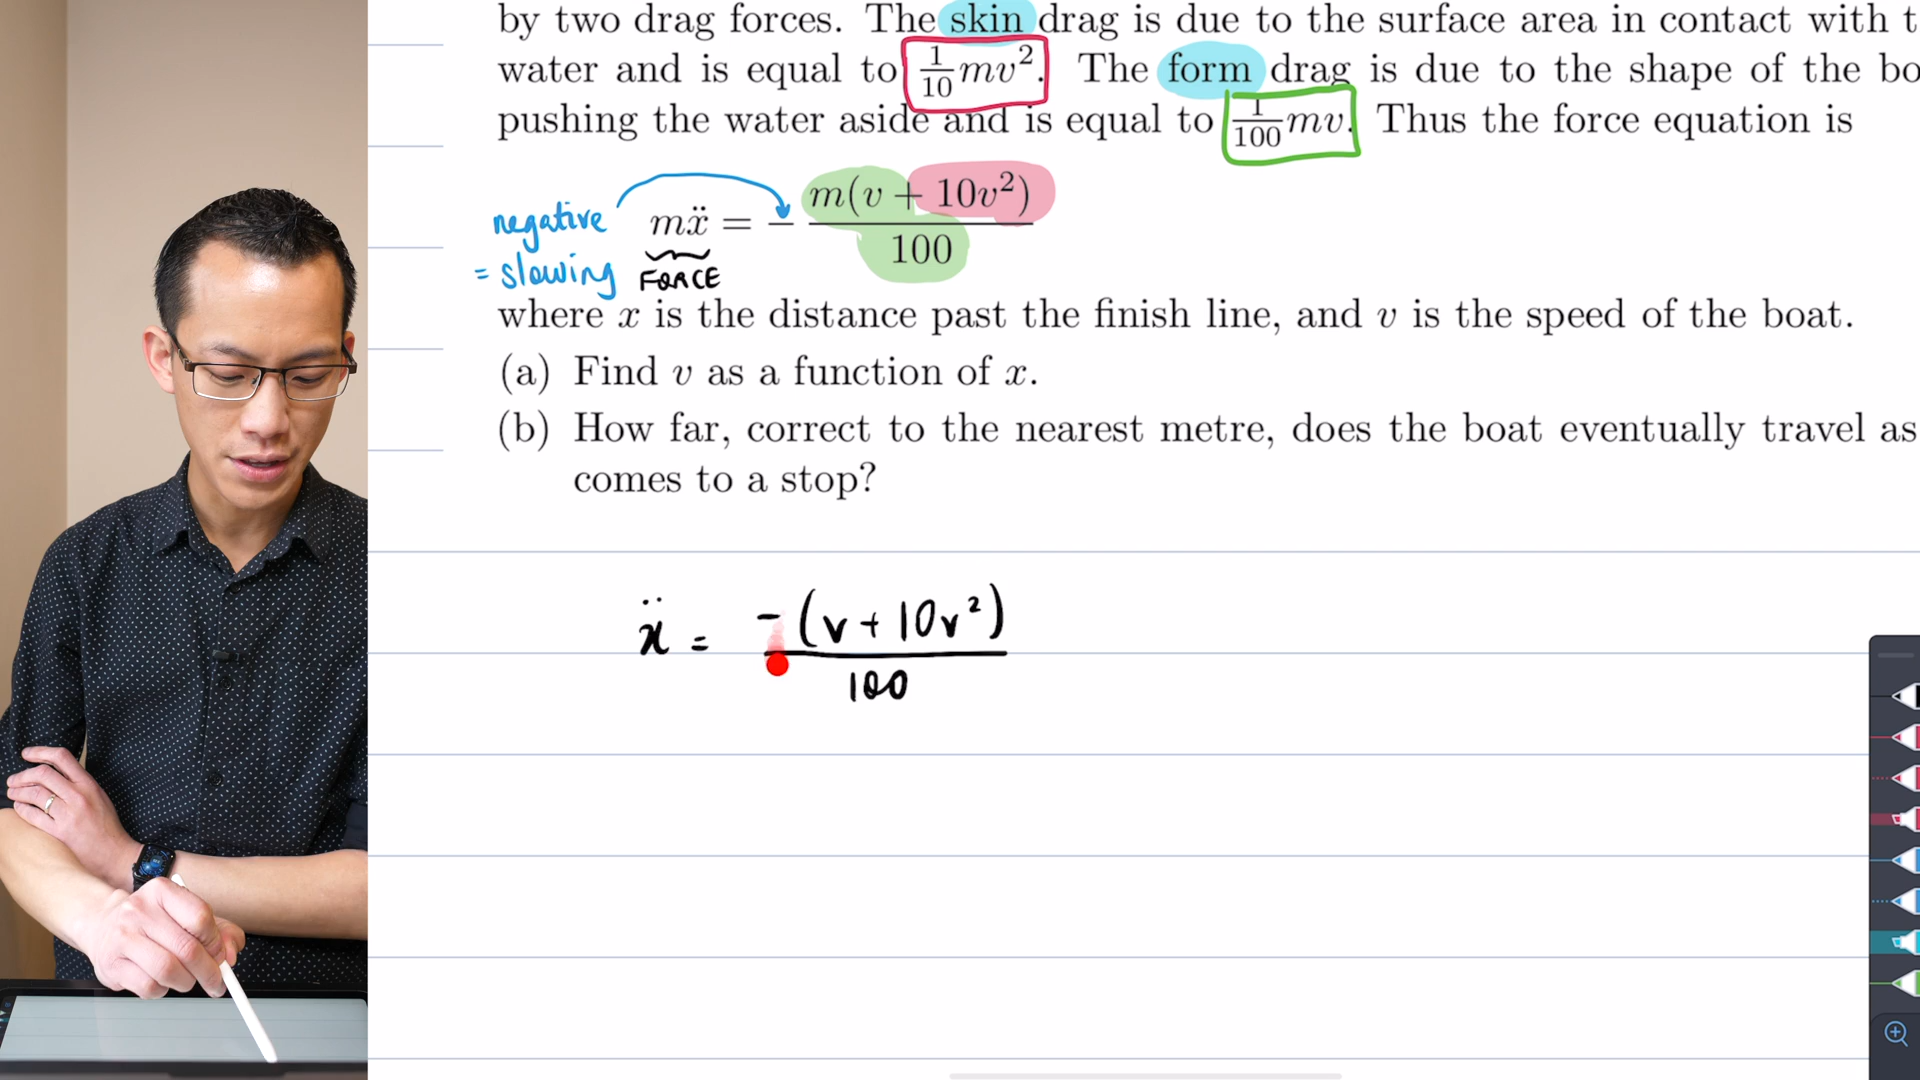 by two drag forces. The skin drag is due to the surface area in contact with t
water and is equal to \frac{1}{10}mv². The form drag is due to the shape of the bo
pushing the water aside and is equal to \frac{1}{100}mv. Thus the force equation is
negative
= slowing
mẍ = - \frac{m(v + 10v²)}{100}
FORCE
where x is the distance past the finish line, and v is the speed of the boat.
(a) Find v as a function of x.
(b) How far, correct to the nearest metre, does the boat eventually travel as
comes to a stop?
ẍ = \frac{-(v + 10v²)}{100}